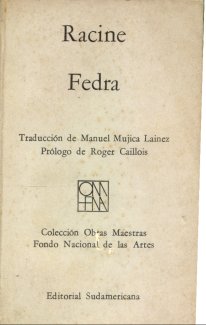 Racine
Fedra
Traducción de Manuel Mujica Lainez
Prólogo de Roger Caillois
Colección Obras Maestras
Fondo Nacional de las Artes
Editorial Sudamericana